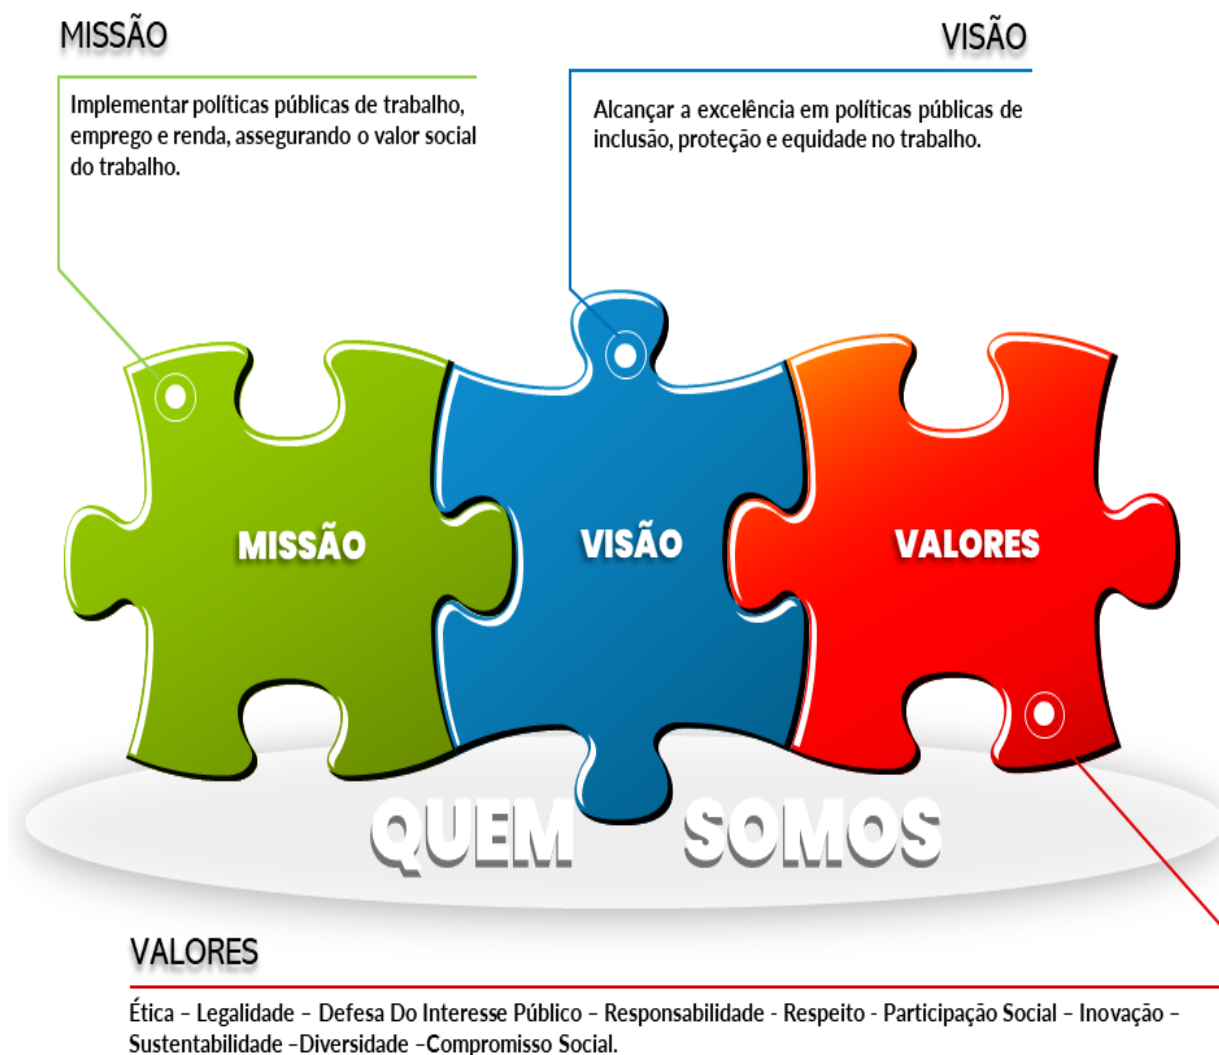 MISSÃO
VISÃO
Implementar políticas públicas de trabalho,
emprego e renda, assegurando o valor social
do trabalho.
Alcançar a excelência em políticas públicas de
inclusão, proteção e equidade no trabalho.
MISSÃO
VISÃO
VALORES
QUEM SOMOS
VALORES
Ética – Legalidade – Defesa Do Interesse Público – Responsabilidade - Respeito - Participação Social – Inovação –
Sustentabilidade –Diversidade –Compromisso Social.